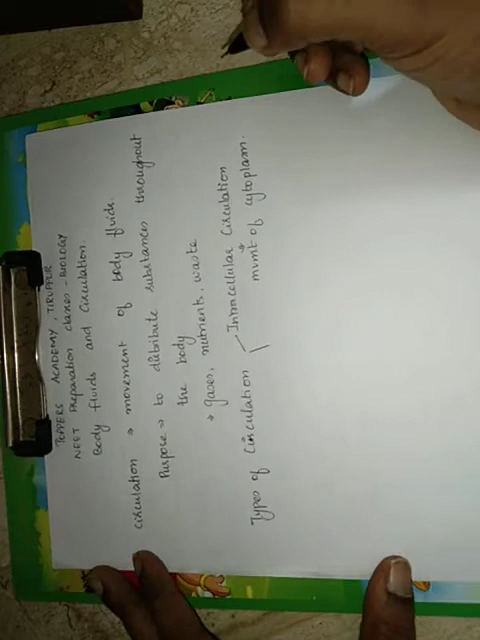 TOPPERS ACADEMY, TIRUPPUR
NEET Preparation classes - BIOLOGY
Body fluids and Circulation.
circulation → movement of body fluids.
Purpose → to distribute substances throughout
the body
→ gases, nutrients, waste
Types of Circulation
Intracellular Circulation
→
mvmt of cytoplasm.